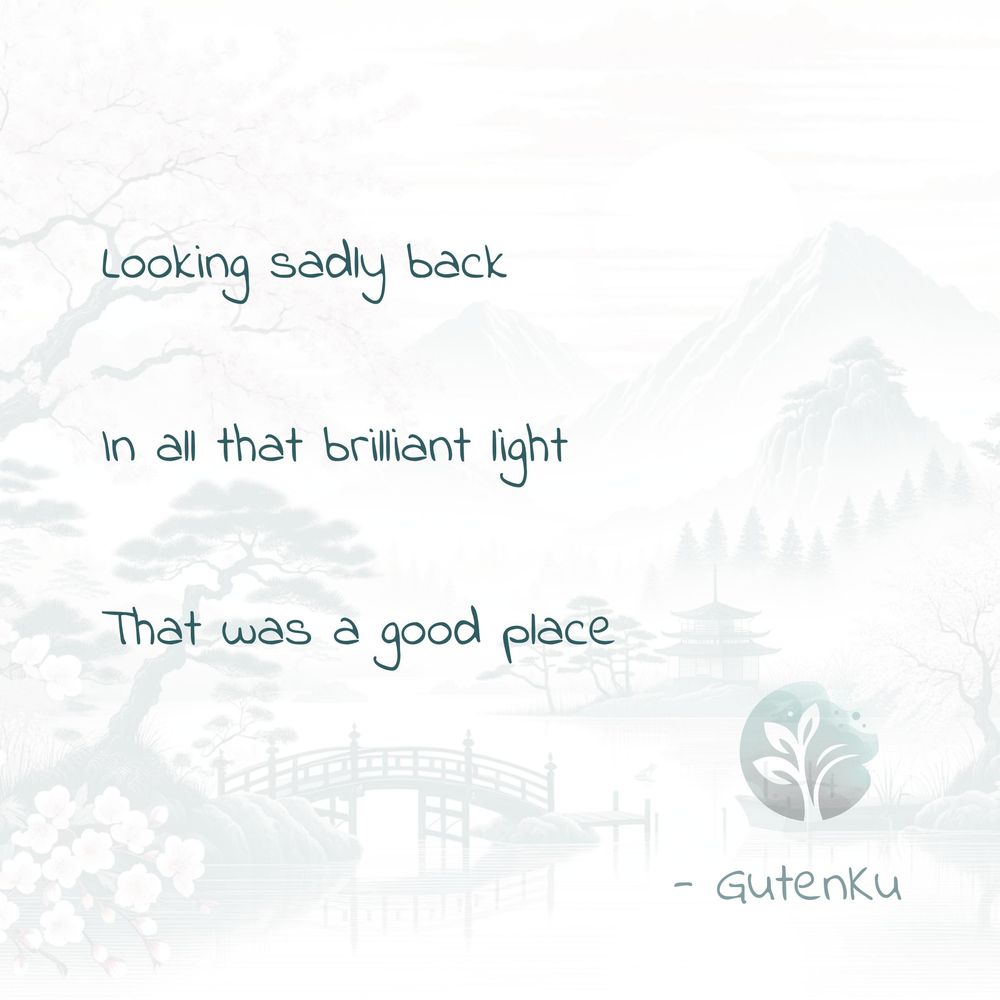 Looking sadly back
In all that brilliant light
That was a good place
- GutenKu